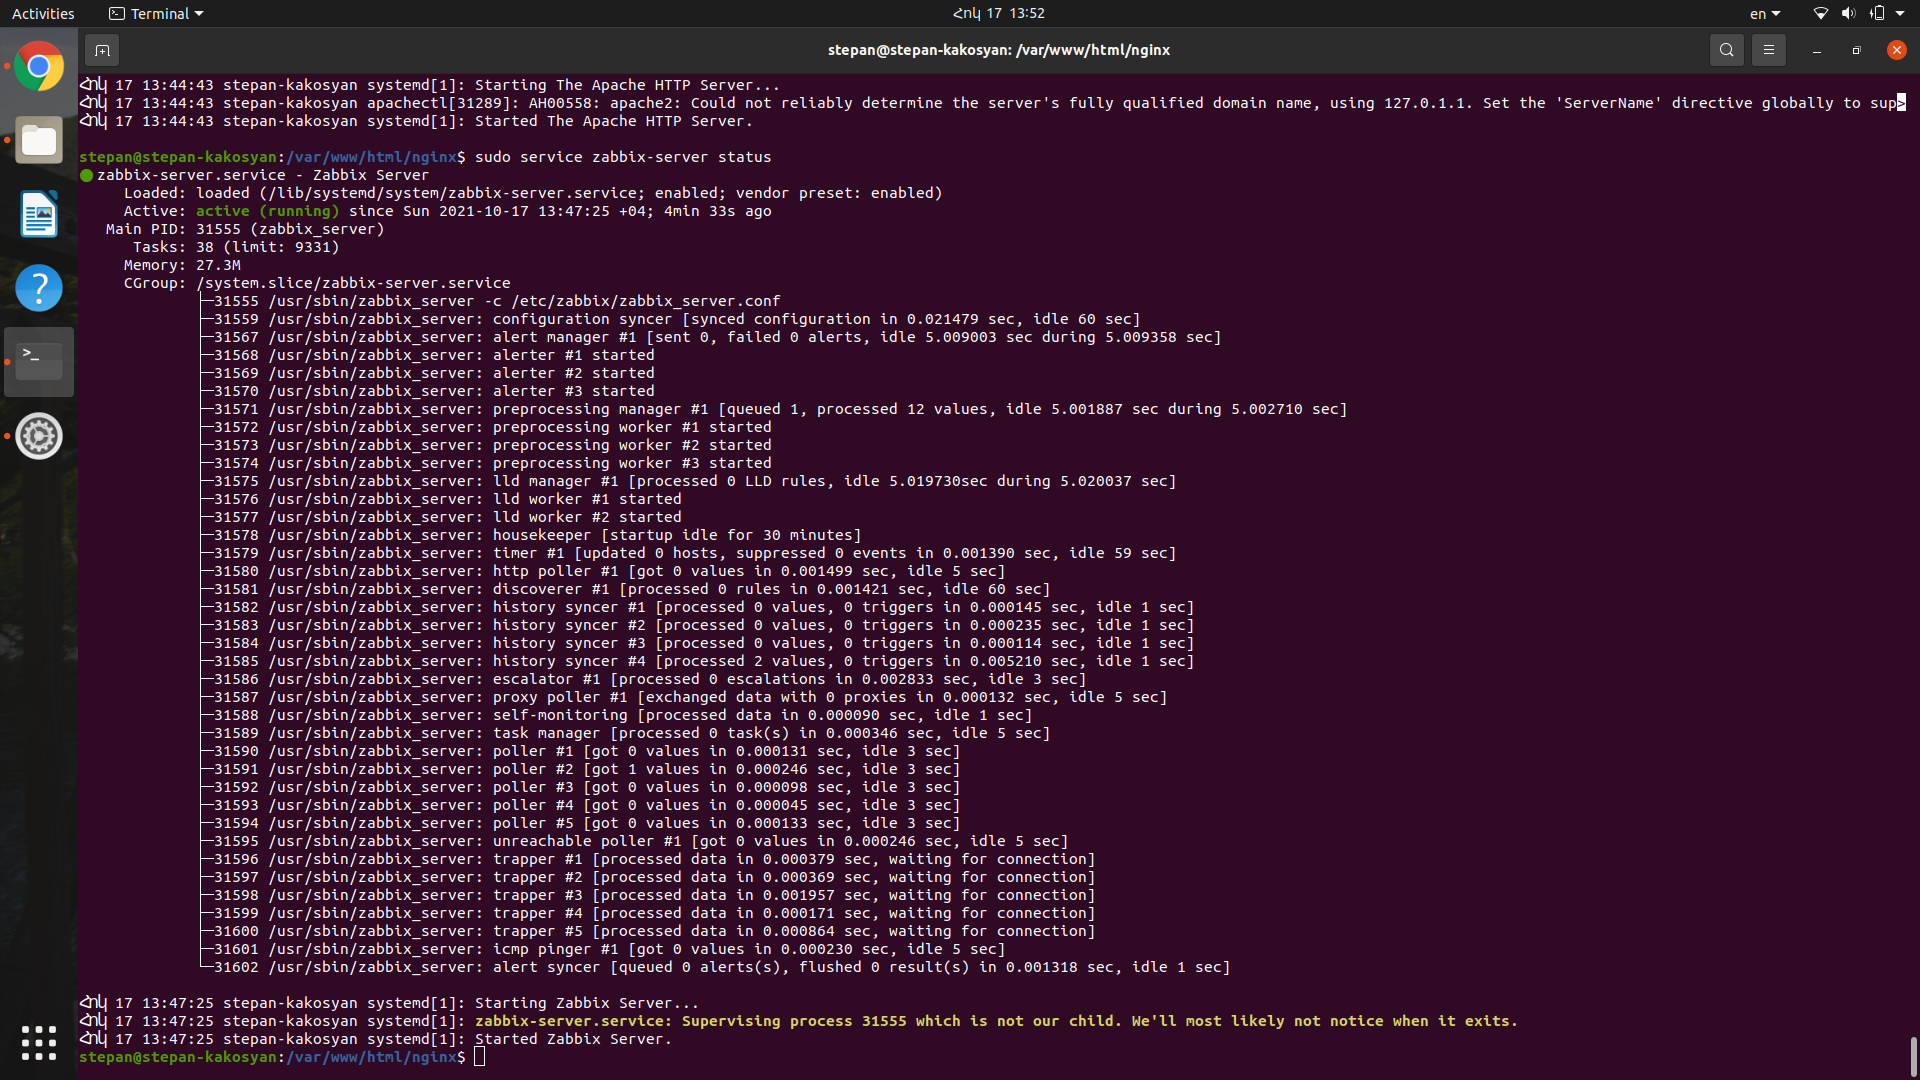 Activities
Terminal
Հոկ 17 13:52
en
stepan@stepan-kakosyan: /var/www/html/nginx
Հոկ 17 13:44:43 stepan-kakosyan systemd[1]: Starting The Apache HTTP Server...
Հոկ 17 13:44:43 stepan-kakosyan apachectl[31289]: AH00558: apache2: Could not reliably determine the server's fully qualified domain name, using 127.0.1.1. Set the 'ServerName' directive globally to sup>
Հոկ 17 13:44:43 stepan-kakosyan systemd[1]: Started The Apache HTTP Server.
stepan@stepan-kakosyan:/var/www/html/nginx$ sudo service zabbix-server status
● zabbix-server.service - Zabbix Server
Loaded: loaded (/lib/systemd/system/zabbix-server.service; enabled; vendor preset: enabled)
Active: active (running) since Sun 2021-10-17 13:47:25 +04; 4min 33s ago
Main PID: 31555 (zabbix_server)
Tasks: 38 (limit: 9331)
Memory: 27.3M
CGroup: /system.slice/zabbix-server.service
├─31555 /usr/sbin/zabbix_server -c /etc/zabbix/zabbix_server.conf
├─31559 /usr/sbin/zabbix_server: configuration syncer [synced configuration in 0.021479 sec, idle 60 sec]
├─31567 /usr/sbin/zabbix_server: alert manager #1 [sent 0, failed 0 alerts, idle 5.009003 sec during 5.009358 sec]
├─31568 /usr/sbin/zabbix_server: alerter #1 started
├─31569 /usr/sbin/zabbix_server: alerter #2 started
├─31570 /usr/sbin/zabbix_server: alerter #3 started
├─31571 /usr/sbin/zabbix_server: preprocessing manager #1 [queued 1, processed 12 values, idle 5.001887 sec during 5.002710 sec]
├─31572 /usr/sbin/zabbix_server: preprocessing worker #1 started
├─31573 /usr/sbin/zabbix_server: preprocessing worker #2 started
├─31574 /usr/sbin/zabbix_server: preprocessing worker #3 started
├─31575 /usr/sbin/zabbix_server: lld manager #1 [processed 0 LLD rules, idle 5.019730sec during 5.020037 sec]
├─31576 /usr/sbin/zabbix_server: lld worker #1 started
├─31577 /usr/sbin/zabbix_server: lld worker #2 started
├─31578 /usr/sbin/zabbix_server: housekeeper [startup idle for 30 minutes]
├─31579 /usr/sbin/zabbix_server: timer #1 [updated 0 hosts, suppressed 0 events in 0.001390 sec, idle 59 sec]
├─31580 /usr/sbin/zabbix_server: http poller #1 [got 0 values in 0.001499 sec, idle 5 sec]
├─31581 /usr/sbin/zabbix_server: discoverer #1 [processed 0 rules in 0.001421 sec, idle 60 sec]
├─31582 /usr/sbin/zabbix_server: history syncer #1 [processed 0 values, 0 triggers in 0.000145 sec, idle 1 sec]
├─31583 /usr/sbin/zabbix_server: history syncer #2 [processed 0 values, 0 triggers in 0.000235 sec, idle 1 sec]
├─31584 /usr/sbin/zabbix_server: history syncer #3 [processed 0 values, 0 triggers in 0.000114 sec, idle 1 sec]
├─31585 /usr/sbin/zabbix_server: history syncer #4 [processed 2 values, 0 triggers in 0.005210 sec, idle 1 sec]
├─31586 /usr/sbin/zabbix_server: escalator #1 [processed 0 escalations in 0.002833 sec, idle 3 sec]
├─31587 /usr/sbin/zabbix_server: proxy poller #1 [exchanged data with 0 proxies in 0.000132 sec, idle 5 sec]
├─31588 /usr/sbin/zabbix_server: self-monitoring [processed data in 0.000090 sec, idle 1 sec]
├─31589 /usr/sbin/zabbix_server: task manager [processed 0 task(s) in 0.000346 sec, idle 5 sec]
├─31590 /usr/sbin/zabbix_server: poller #1 [got 0 values in 0.000131 sec, idle 3 sec]
├─31591 /usr/sbin/zabbix_server: poller #2 [got 1 values in 0.000246 sec, idle 3 sec]
├─31592 /usr/sbin/zabbix_server: poller #3 [got 0 values in 0.000098 sec, idle 3 sec]
├─31593 /usr/sbin/zabbix_server: poller #4 [got 0 values in 0.000045 sec, idle 3 sec]
├─31594 /usr/sbin/zabbix_server: poller #5 [got 0 values in 0.000133 sec, idle 3 sec]
├─31595 /usr/sbin/zabbix_server: unreachable poller #1 [got 0 values in 0.000246 sec, idle 5 sec]
├─31596 /usr/sbin/zabbix_server: trapper #1 [processed data in 0.000379 sec, waiting for connection]
├─31597 /usr/sbin/zabbix_server: trapper #2 [processed data in 0.000369 sec, waiting for connection]
├─31598 /usr/sbin/zabbix_server: trapper #3 [processed data in 0.001957 sec, waiting for connection]
├─31599 /usr/sbin/zabbix_server: trapper #4 [processed data in 0.000171 sec, waiting for connection]
├─31600 /usr/sbin/zabbix_server: trapper #5 [processed data in 0.000864 sec, waiting for connection]
├─31601 /usr/sbin/zabbix_server: icmp pinger #1 [got 0 values in 0.000230 sec, idle 5 sec]
└─31602 /usr/sbin/zabbix_server: alert syncer [queued 0 alerts(s), flushed 0 result(s) in 0.001318 sec, idle 1 sec]
Հոկ 17 13:47:25 stepan-kakosyan systemd[1]: Starting Zabbix Server...
Հոկ 17 13:47:25 stepan-kakosyan systemd[1]: zabbix-server.service: Supervising process 31555 which is not our child. We'll most likely not notice when it exits.
Հոկ 17 13:47:25 stepan-kakosyan systemd[1]: Started Zabbix Server.
stepan@stepan-kakosyan:/var/www/html/nginx$